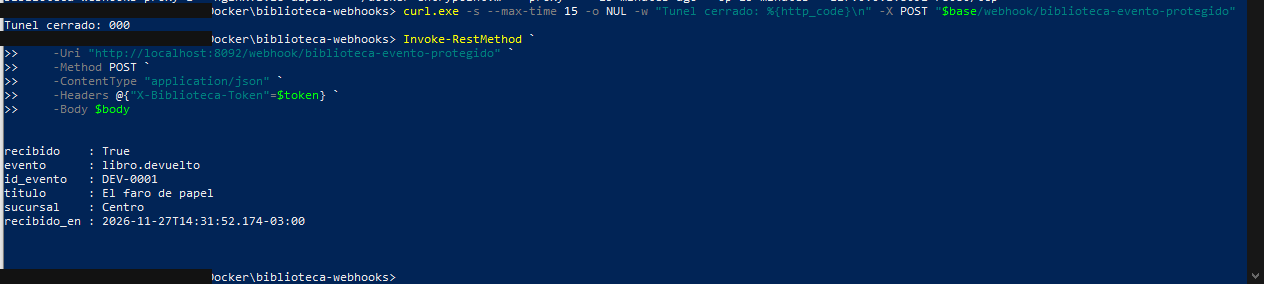 Docker\biblioteca-webhooks> curl.exe -s --max-time 15 -o NUL -w "Tunel cerrado: %{http_code}\n" -X POST "$base/webhook/biblioteca-evento-protegido"
Tunel cerrado: 000
Docker\biblioteca-webhooks> Invoke-RestMethod `
>> -Uri "http://localhost:8092/webhook/biblioteca-evento-protegido" `
>> -Method POST `
>> -ContentType "application/json" `
>> -Headers @{"X-Biblioteca-Token"=$token} `
>> -Body $body
recibido : True
evento : libro.devuelto
id_evento : DEV-0001
titulo : El faro de papel
sucursal : Centro
recibido_en : 2026-11-27T14:31:52.174-03:00
Docker\biblioteca-webhooks>